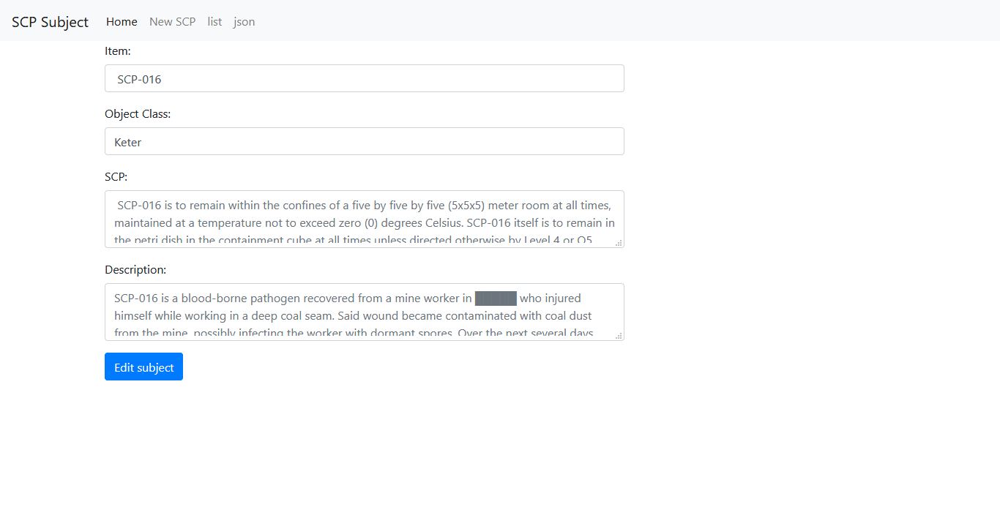 SCP Subject Home New SCP list json
Item:
SCP-016
Object Class:
Keter
SCP:
SCP-016 is to remain within the confines of a five by five by five (5x5x5) meter room at all times,
maintained at a temperature not to exceed zero (0) degrees Celsius. SCP-016 itself is to remain in
the petri dish in the containment cube at all times unless directed otherwise by Level 4 or O5
Description:
SCP-016 is a blood-borne pathogen recovered from a mine worker in █████ who injured
himself while working in a deep coal seam. Said wound became contaminated with coal dust
from the mine, possibly infecting the worker with dormant spores. Over the next several days
Edit subject